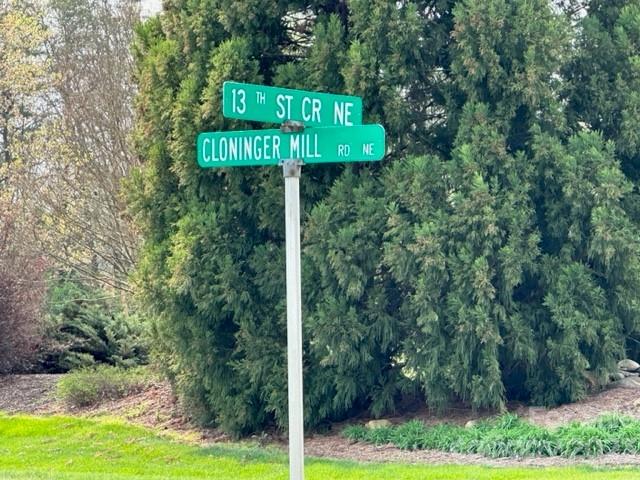 13 TH ST CR NE
CLONINGER MILL RD NE